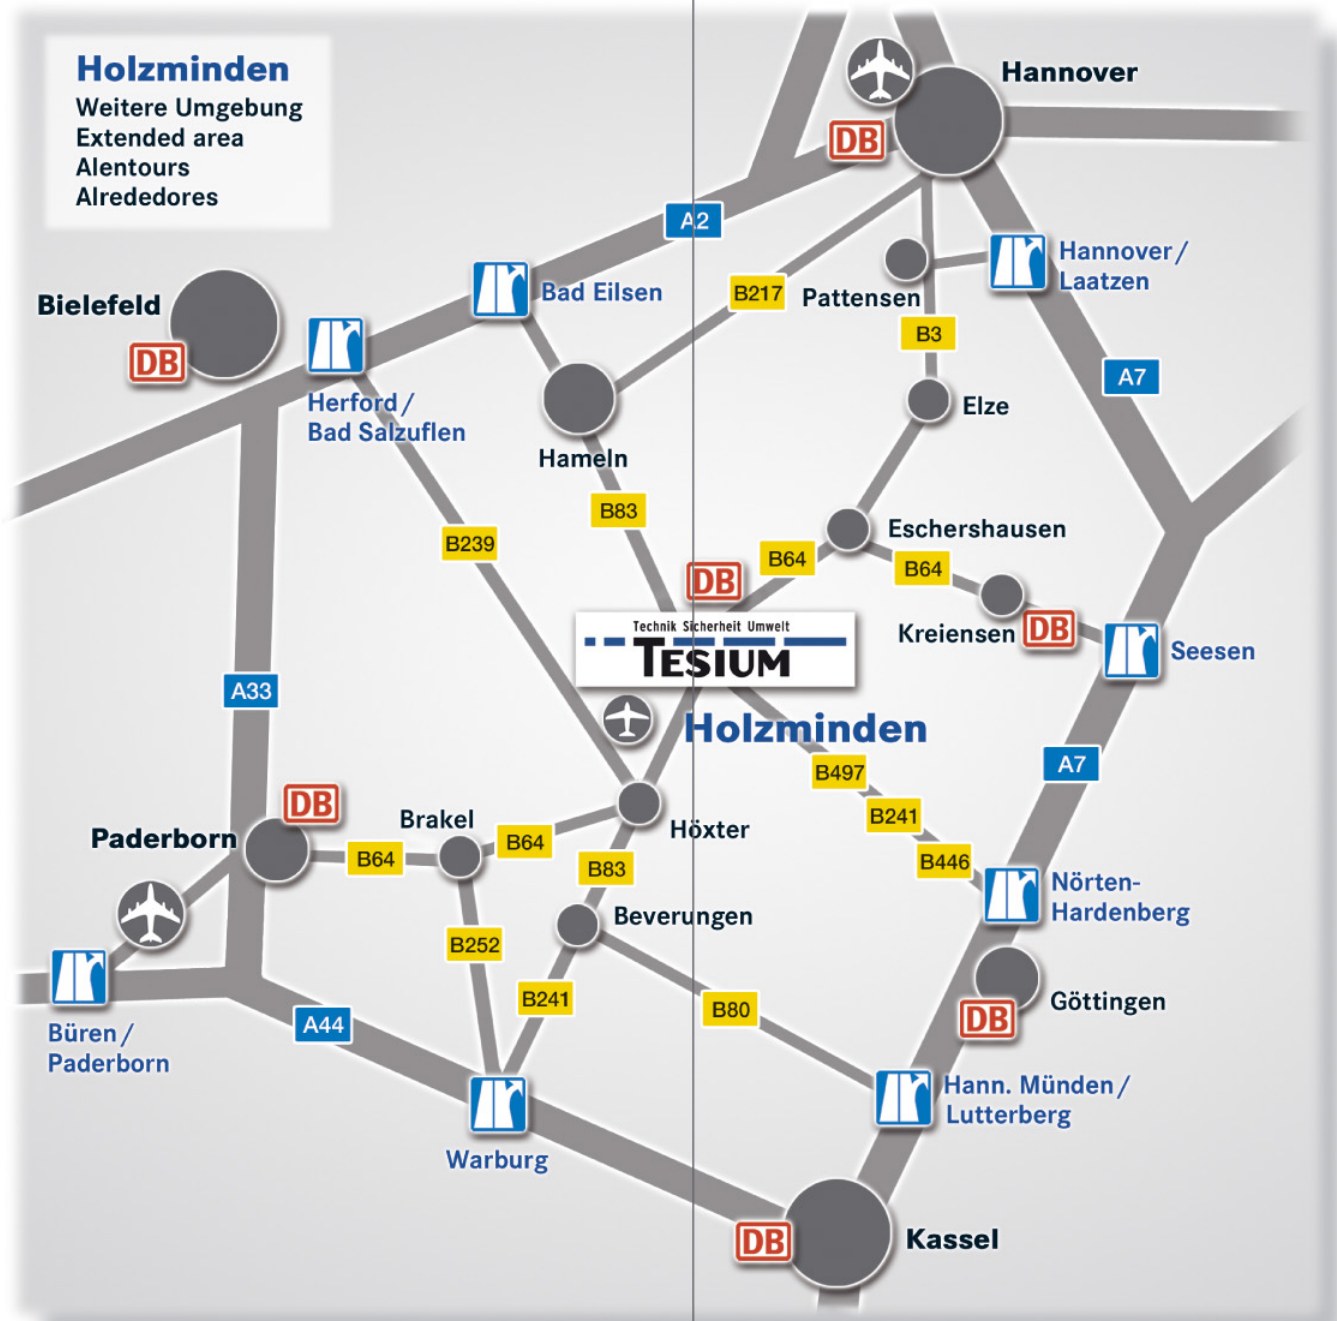 Holzminden
Weitere Umgebung
Extended area
Alentours
Alrededores
Hannover
DB
A2
Hannover/
Laatzen
Bad Eilsen
B217
Pattensen
Bielefeld
DB
B3
A7
Herford/
Bad Salzuflen
Elze
Hameln
B83
B239
Eschershausen
B64
B64
DB
Kreiensen
DB
Technik Sicherheit Umwelt
TESIUM
Seesen
A33
Holzminden
B497
A7
DB
Paderborn
Brakel
B64
B64
Höxter
B241
B83
B446
Nörten-
Hardenberg
Beverungen
B252
B241
B80
Göttingen
DB
A44
Büren/
Paderborn
Hann. Münden/
Lutterberg
Warburg
DB
Kassel